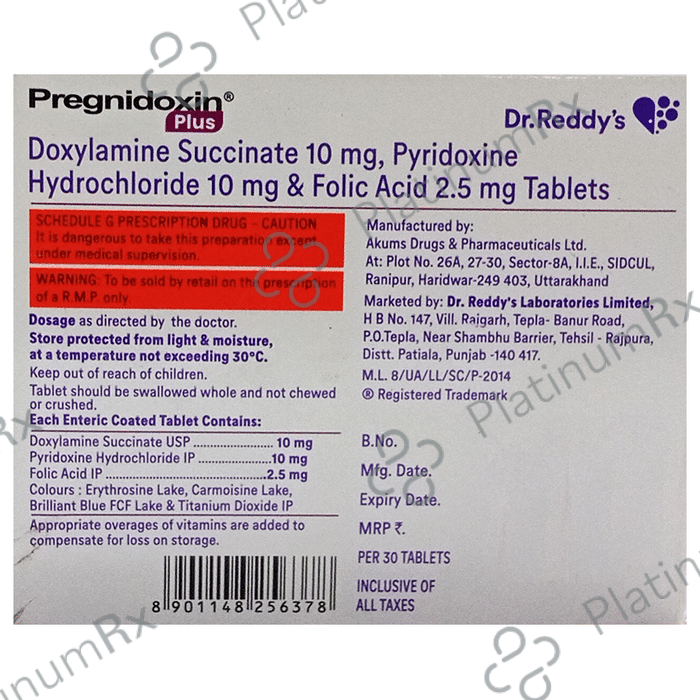 Pregnidoxin®
Plus
Dr.Reddy's
Doxylamine Succinate 10 mg, Pyridoxine
Hydrochloride 10 mg & Folic Acid 2.5 mg Tablets
SCHEDULE G PRESCRIPTION DRUG - CAUTION
It is dangerous to take this preparation except
under medical supervision.
WARNING: To be sold by retail on the prescription
of a R.M.P. only.
Dosage as directed by the doctor.
Store protected from light & moisture,
at a temperature not exceeding 30°C.
Keep out of reach of children.
Tablet should be swallowed whole and not chewed
or crushed.
Each Enteric Coated Tablet Contains:
Doxylamine Succinate USP ........................ 10 mg
Pyridoxine Hydrochloride IP ......................10 mg
Folic Acid IP ................................................2.5 mg
Colours : Erythrosine Lake, Carmoisine Lake,
Brilliant Blue FCF Lake & Titanium Dioxide IP
Appropriate overages of vitamins are added to
compensate for loss on storage.
8 901148 256378
Manufactured by:
Akums Drugs & Pharmaceuticals Ltd.
At: Plot No. 26A, 27-30, Sector-8A, I.I.E., SIDCUL,
Ranipur, Haridwar-249 403, Uttarakhand
Marketed by: Dr. Reddy's Laboratories Limited,
H B No. 147, Vill. Rajgarh, Tepla- Banur Road,
P.O.Tepla, Near Shambhu Barrier, Tehsil - Rajpura,
Distt. Patiala, Punjab -140 417.
M.L. 8/UA/LL/SC/P-2014
® Registered Trademark
B.No.
Mfg. Date.
Expiry Date.
MRP ₹.
PER 30 TABLETS
INCLUSIVE OF
ALL TAXES
PlatinumRx
PlatinumRx
PlatinumRx
PlatinumRx